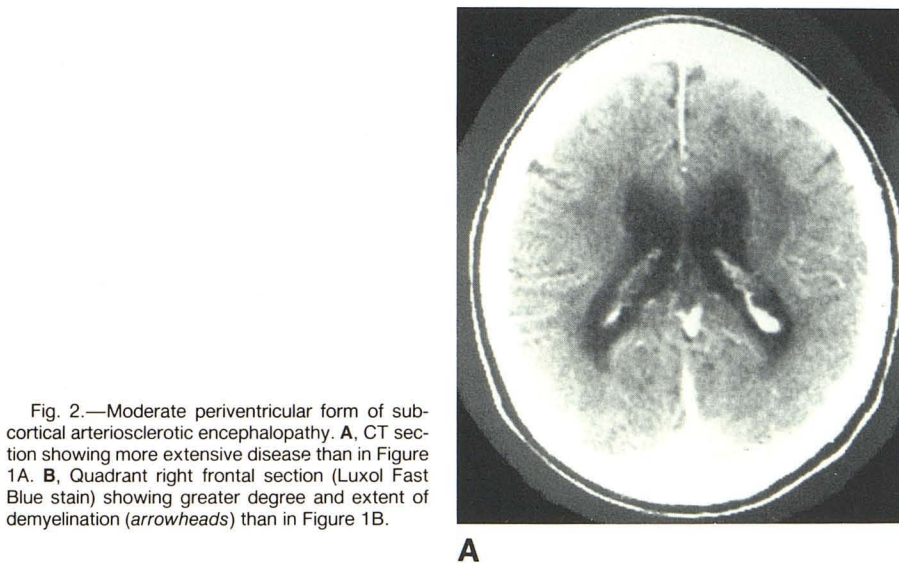 Fig. 2.—Moderate periventricular form of sub-
cortical arteriosclerotic encephalopathy. A, CT sec-
tion showing more extensive disease than in Figure
1A. B, Quadrant right frontal section (Luxol Fast
Blue stain) showing greater degree and extent of
demyelination (arrowheads) than in Figure 1B.
A